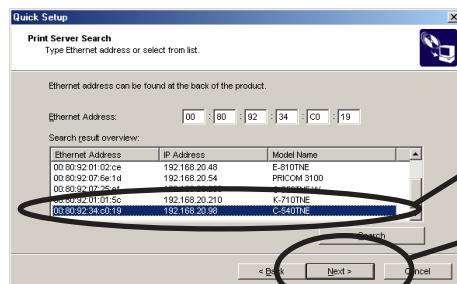 Quick Setup
Print Server Search
Type Ethernet address or select from list.
Ethernet address can be found at the back of the product.
Ethernet Address: 00 : 80 : 92 : 34 : C0 : 19
Search result overview:
Ethernet Address IP Address Model Name
00:80:92:01:02:ce 192.168.20.48 E-810TNE
00:80:92:07:6e:1d 192.168.20.54 PRICOM 3100
00:80:92:07:25:ef
00:80:92:01:01:5c 192.168.20.210 K-710TNE
00:80:92:34:c0:19 192.168.20.98 C-540TNE
Search
< Back Next > Cancel